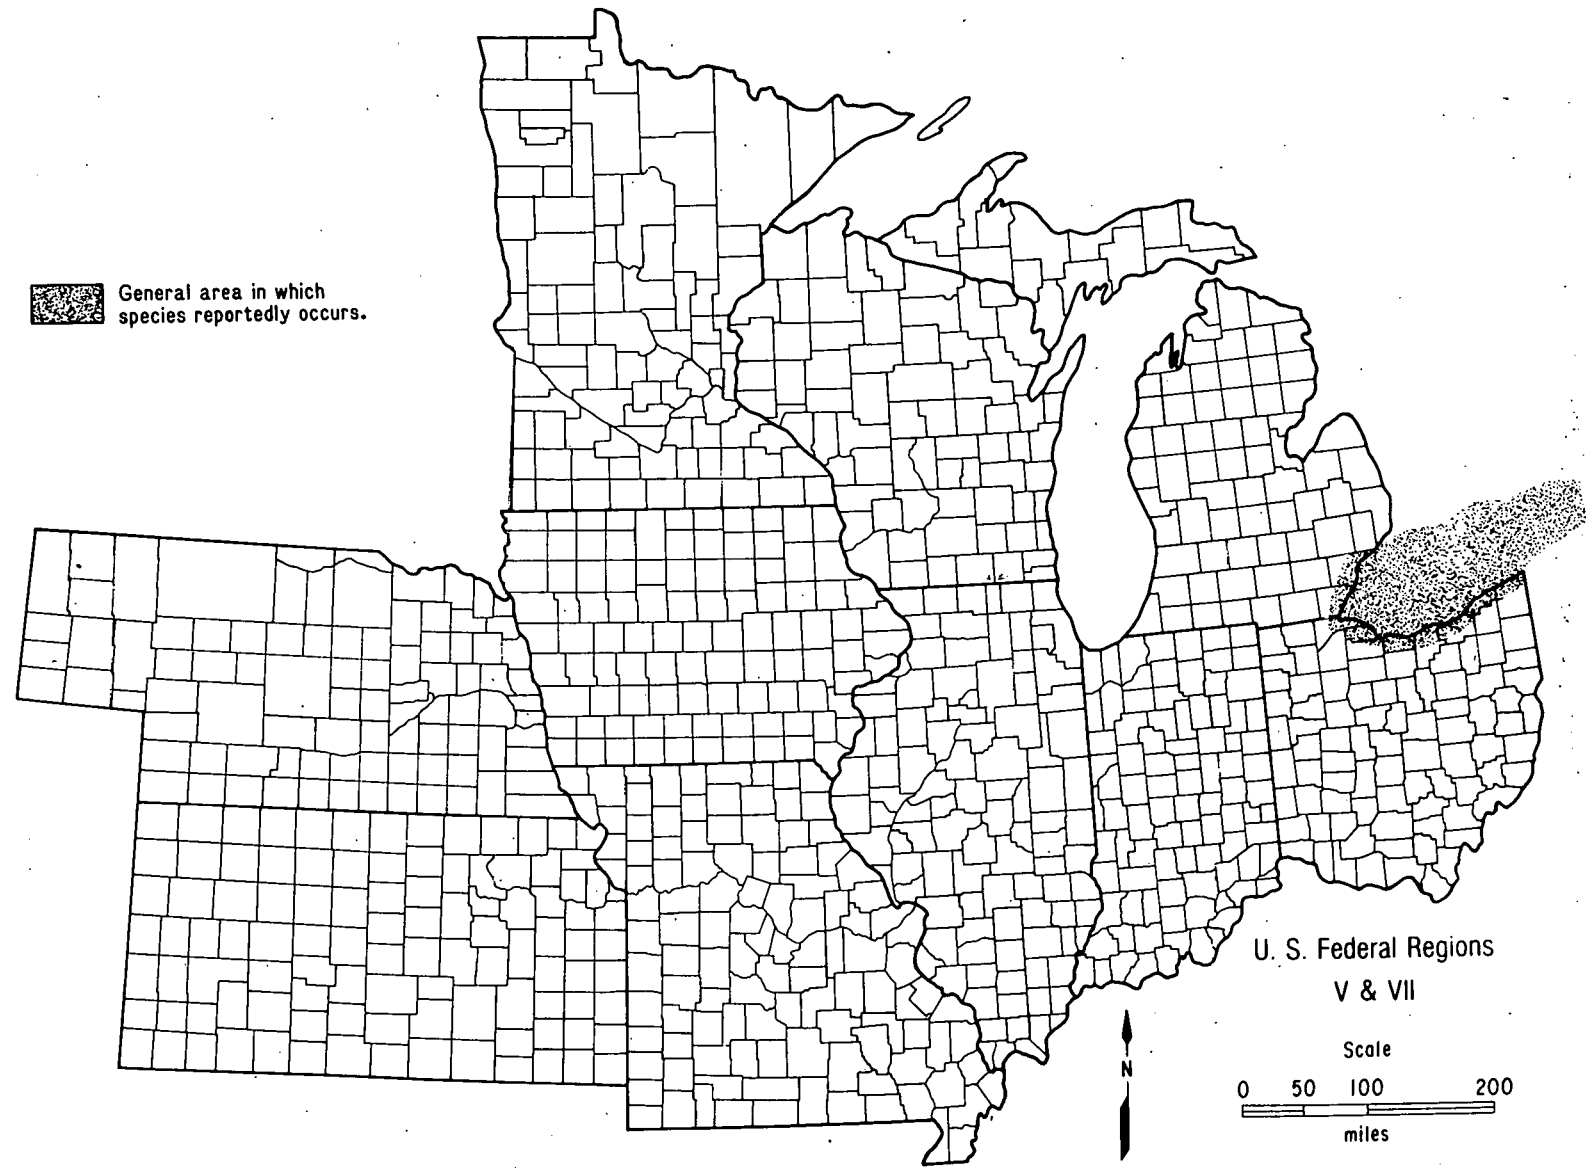 General area in which
species reportedly occurs.
U. S. Federal Regions
V & VII
N
Scale
0 50 100 200
miles